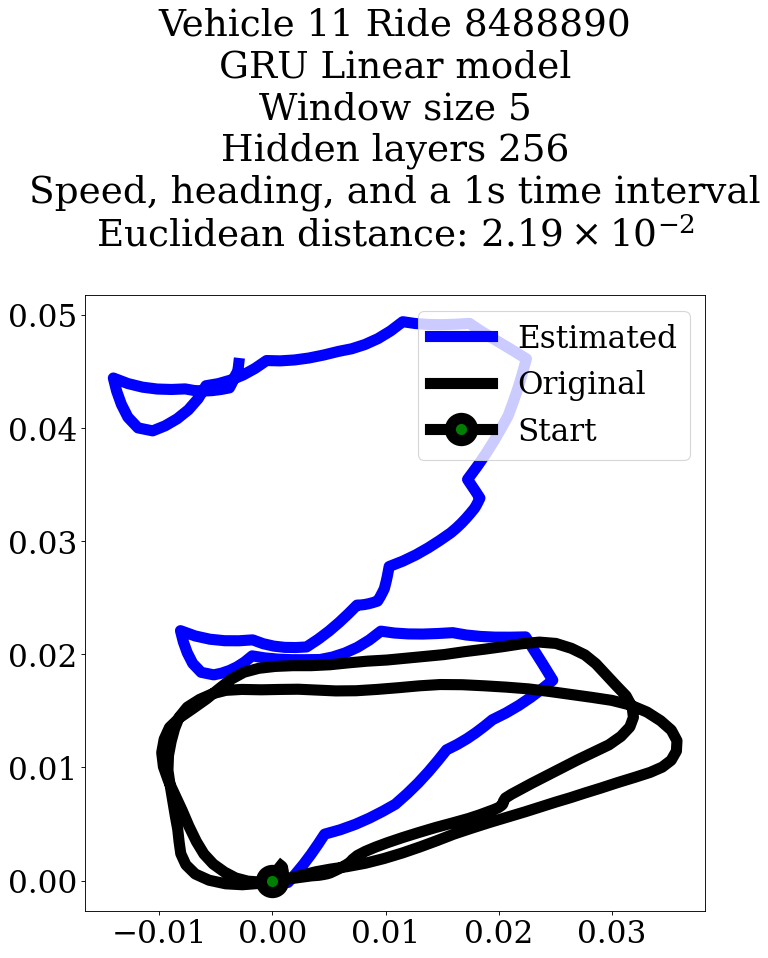 Vehicle 11 Ride 8488890
GRU Linear model
Window size 5
Hidden layers 256
Speed, heading, and a 1s time interval
Euclidean distance: 2.19 × 10⁻²
Estimated
Original
Start
0.05
0.04
0.03
0.02
0.01
0.00
−0.01 0.00 0.01 0.02 0.03